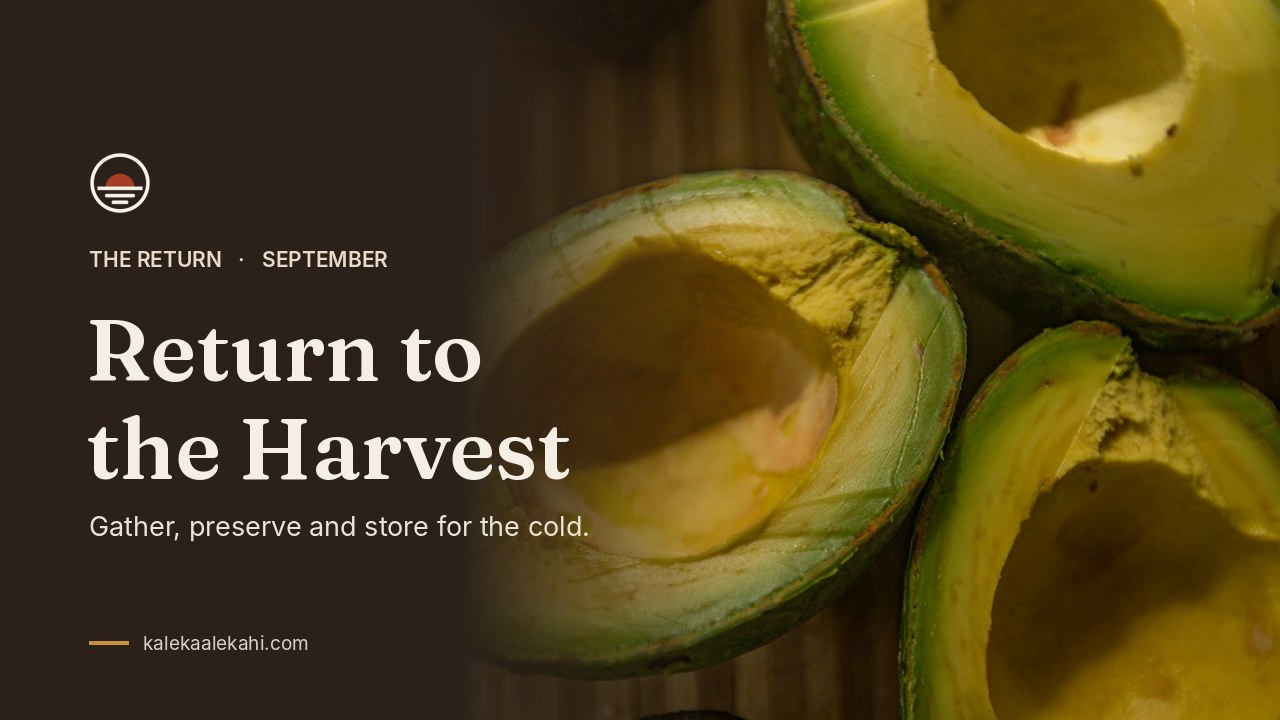 THE RETURN · SEPTEMBER
Return to
the Harvest
Gather, preserve and store for the cold.
kalekaalekahi.com